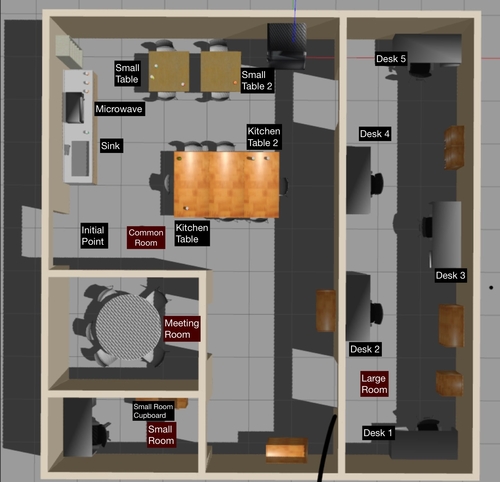 Desk 5
Small
Table
Small
Table 2
Microwave
Desk 4
Kitchen
Table 2
Sink
Initial
Point
Common
Room
Kitchen
Table
Desk 3
Meeting
Room
Desk 2
Large
Room
Small Room
Cupboard
Small
Room
Desk 1